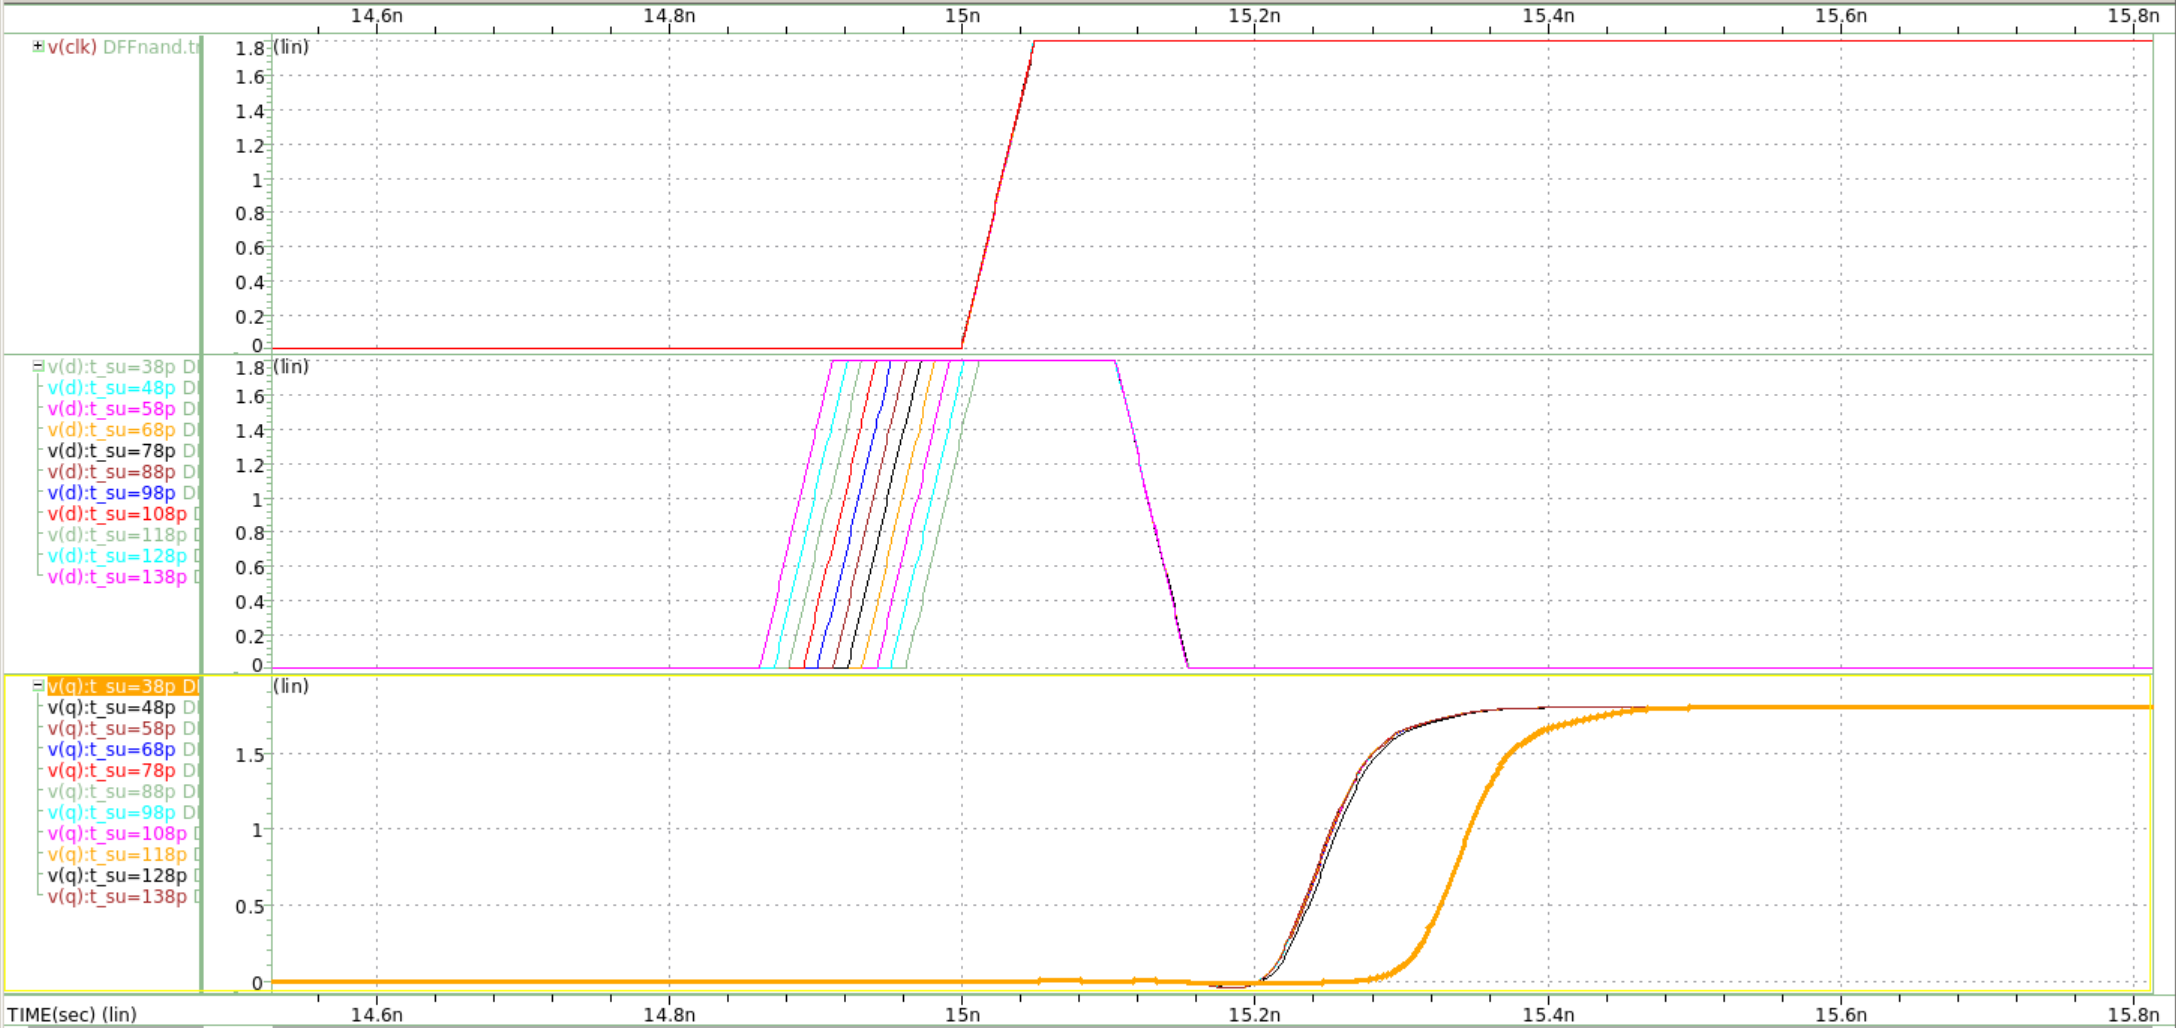 14.6n 14.8n 15n 15.2n 15.4n 15.6n 15.8n
v(clk) DFFnand.tr
(lin)
1.8
1.6
1.4
1.2
1
0.8
0.6
0.4
0.2
0
v(d):t_su=38p D
v(d):t_su=48p D
v(d):t_su=58p D
v(d):t_su=68p D
v(d):t_su=78p D
v(d):t_su=88p D
v(d):t_su=98p D
v(d):t_su=108p
v(d):t_su=118p
v(d):t_su=128p
v(d):t_su=138p
(lin)
1.8
1.6
1.4
1.2
1
0.8
0.6
0.4
0.2
0
v(q):t_su=38p D
v(q):t_su=48p D
v(q):t_su=58p D
v(q):t_su=68p D
v(q):t_su=78p D
v(q):t_su=88p D
v(q):t_su=98p D
v(q):t_su=108p
v(q):t_su=118p
v(q):t_su=128p
v(q):t_su=138p
(lin)
1.5
1
0.5
0
TIME(sec) (lin) 14.6n 14.8n 15n 15.2n 15.4n 15.6n 15.8n